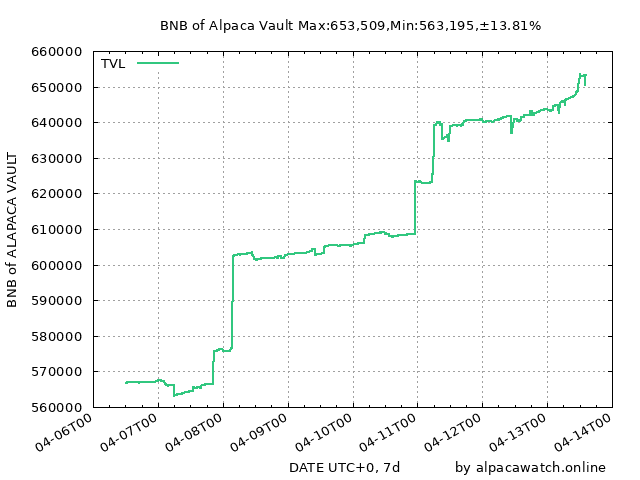 BNB of Alpaca Vault Max:653,509,Min:563,195,±13.81%
TVL
BNB of ALAPACA VAULT
660000
650000
640000
630000
620000
610000
600000
590000
580000
570000
560000
04-06T00
04-07T00
04-08T00
04-09T00
04-10T00
04-11T00
04-12T00
04-13T00
04-14T00
DATE UTC+0, 7d
by alpacawatch.online